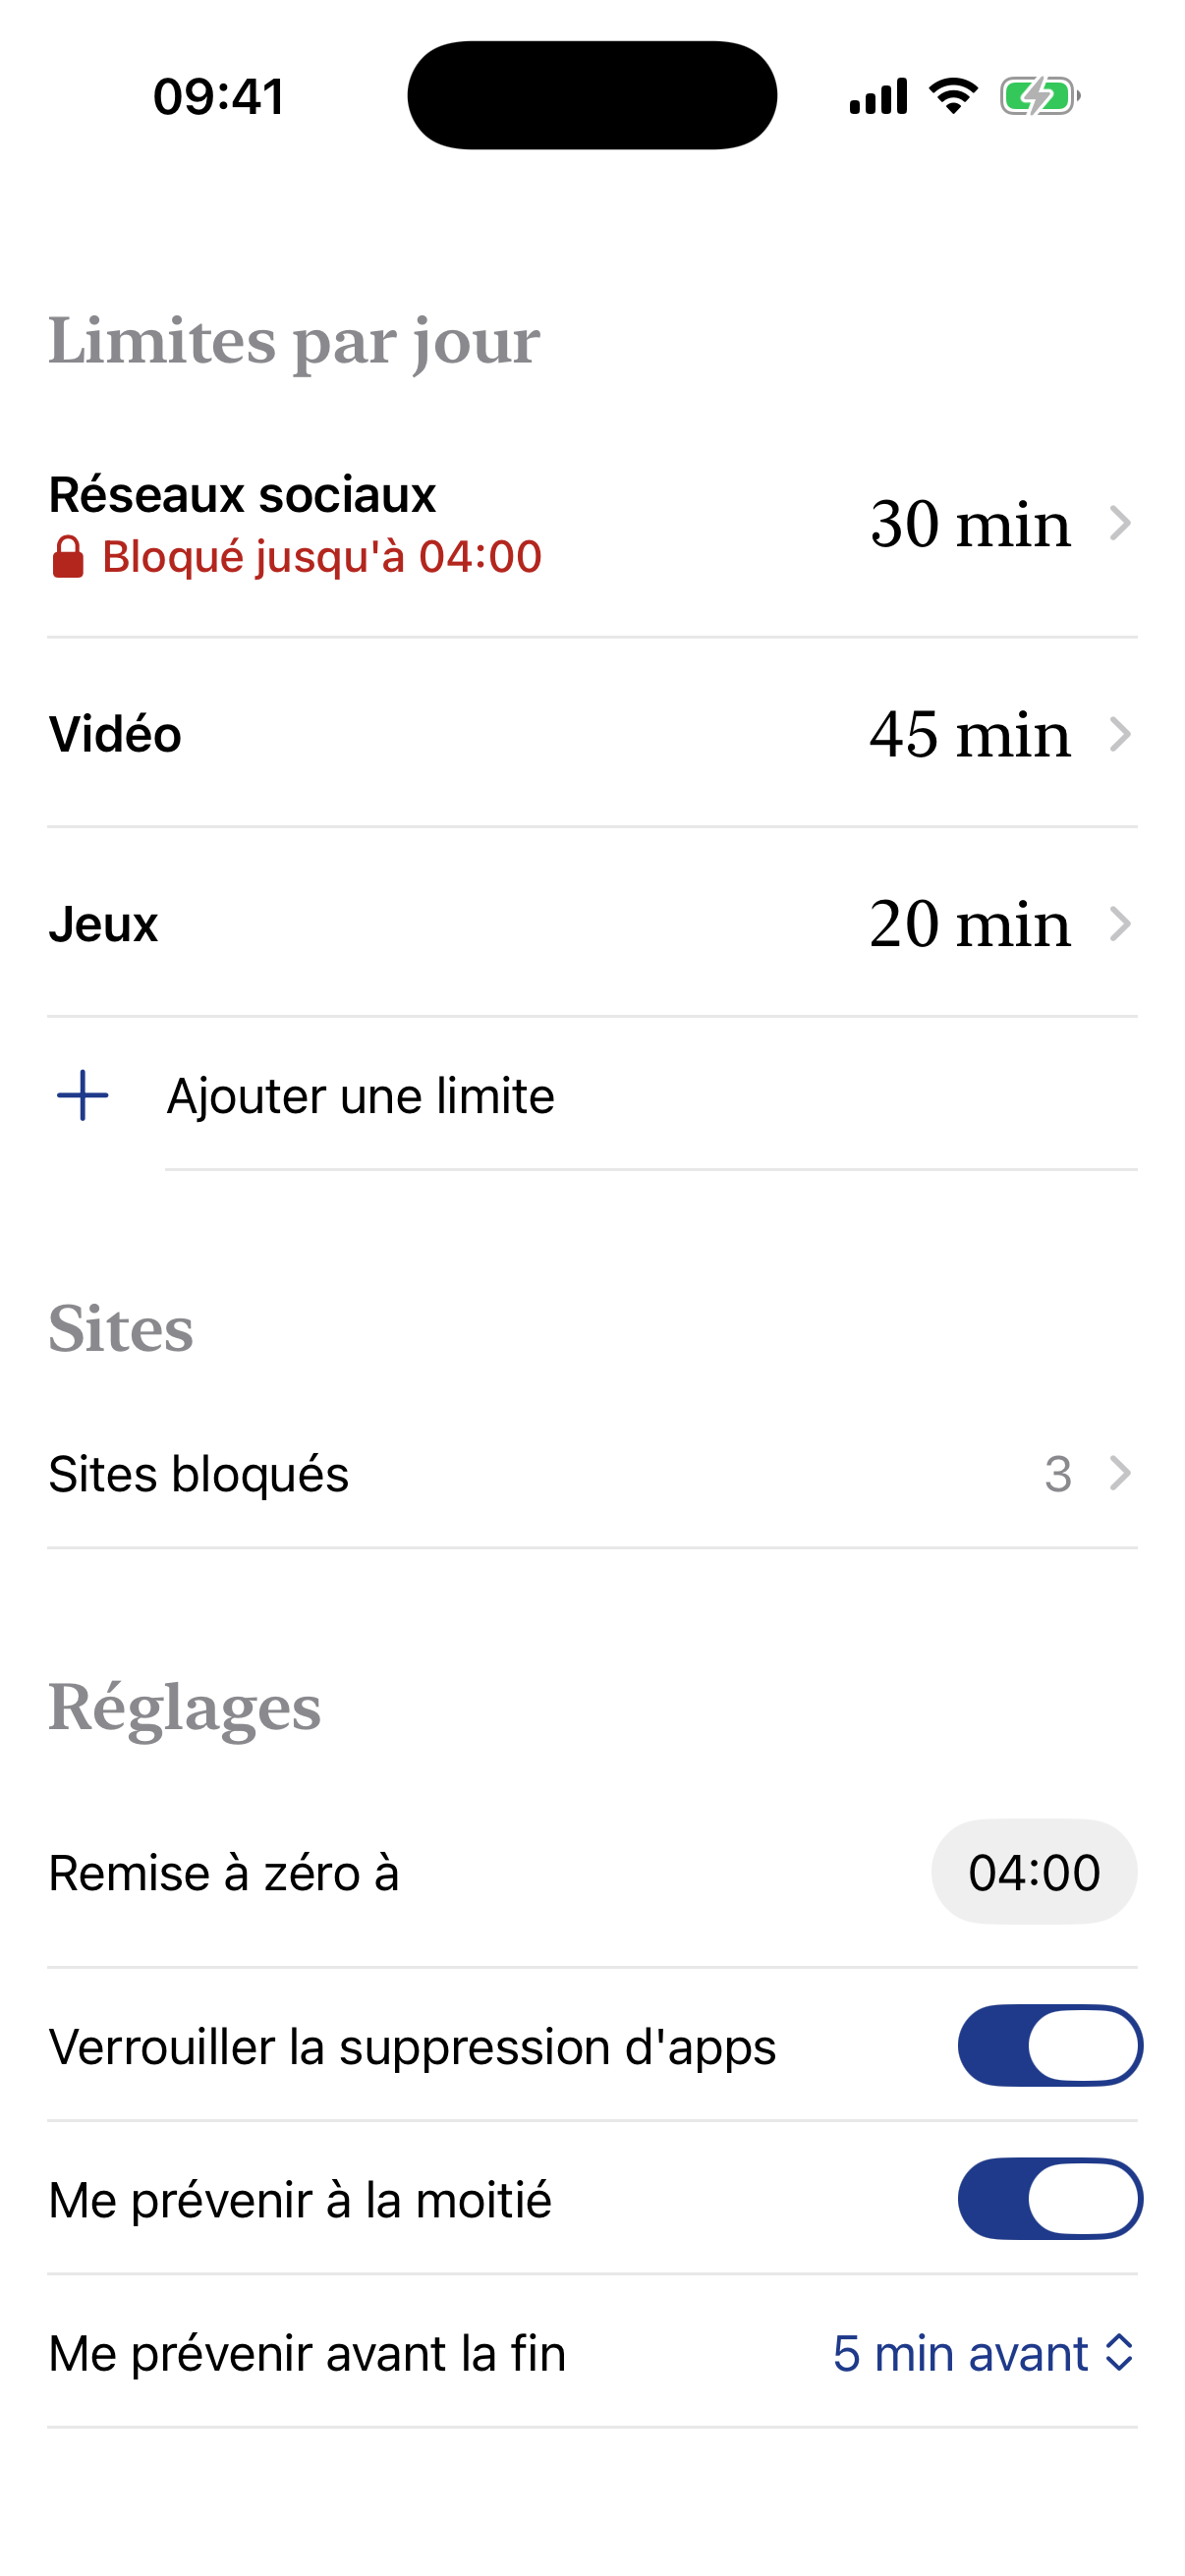 09:41
Limites par jour
Réseaux sociaux
Bloqué jusqu'à 04:00
30 min
Vidéo
45 min
Jeux
20 min
Ajouter une limite
Sites
Sites bloqués
3
Réglages
Remise à zéro à
04:00
Verrouiller la suppression d'apps
Me prévenir à la moitié
Me prévenir avant la fin
5 min avant